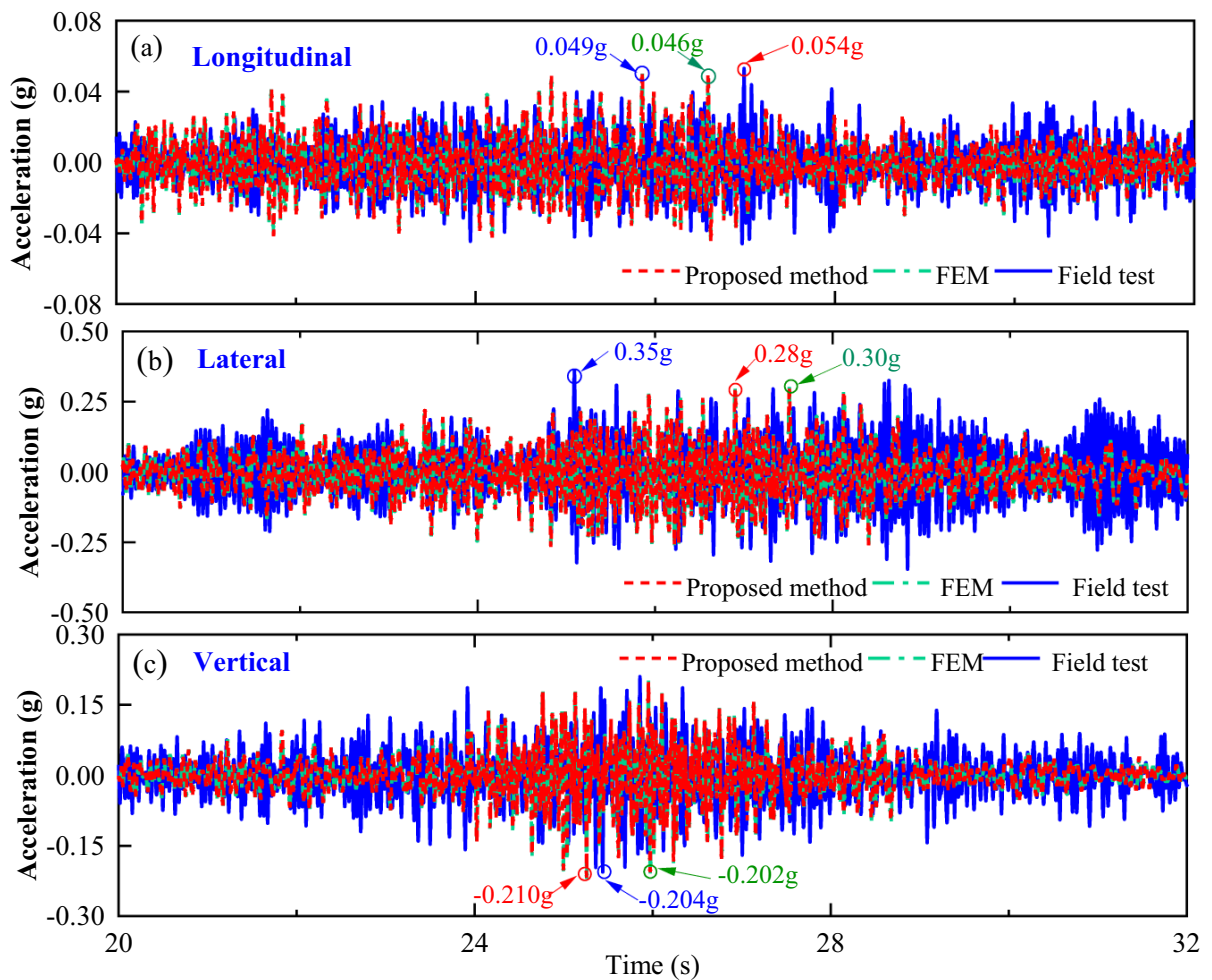 0.08
(a)
Longitudinal
0.049g
0.046g
0.054g
0.04
0.00
-0.04
-0.08
Acceleration (g)
Proposed method FEM Field test
0.50
(b) Lateral
0.35g
0.28g
0.30g
0.25
0.00
-0.25
-0.50
Acceleration (g)
Proposed method FEM Field test
0.30
(c) Vertical
Proposed method FEM Field test
0.15
0.00
-0.15
-0.30
Acceleration (g)
-0.210g
-0.204g
-0.202g
20 24 28 32
Time (s)